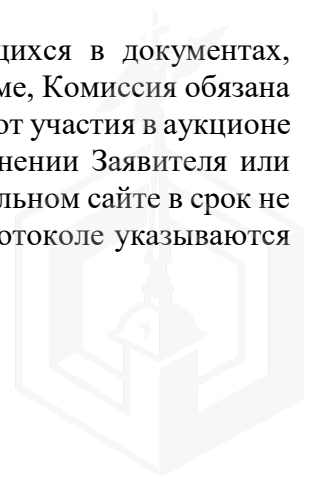 щихся в документах,
ме, Комиссия обязана
от участия в аукционе
нении Заявителя или
льном сайте в срок не
отоколе указываются